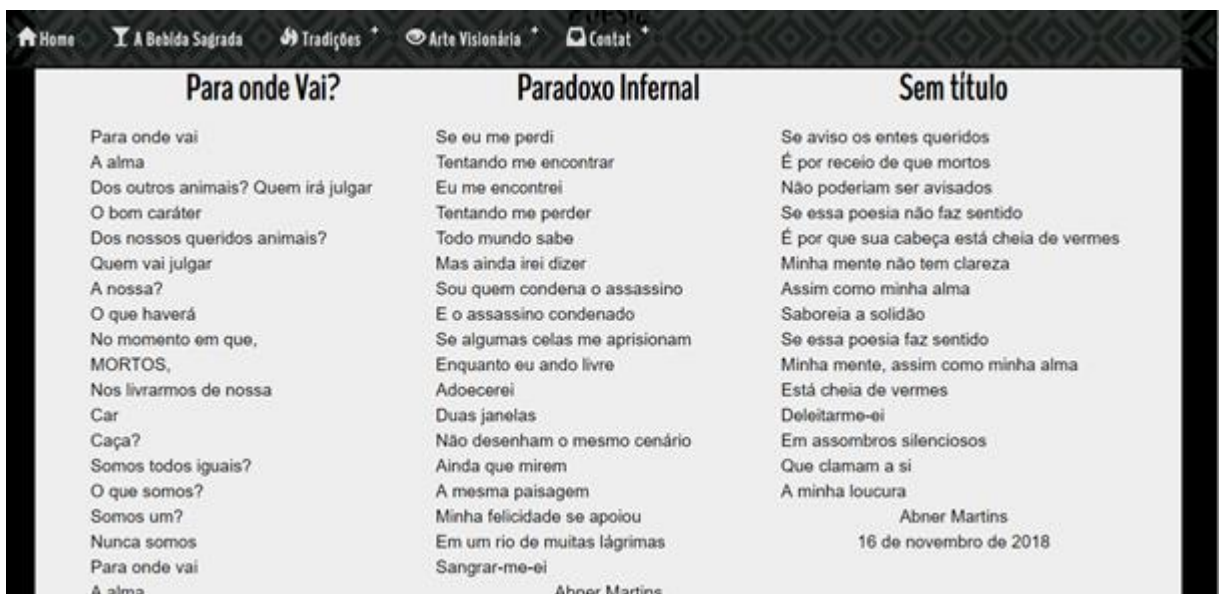 Poesia
Home A Bebida Sagrada Tradições + Arte Visionária + Contat +
Para onde Vai?
Para onde vai
A alma
Dos outros animais? Quem irá julgar
O bom caráter
Dos nossos queridos animais?
Quem vai julgar
A nossa?
O que haverá
No momento em que,
MORTOS,
Nos livrarmos de nossa
Car
Caça?
Somos todos iguais?
O que somos?
Somos um?
Nunca somos
Para onde vai
A alma
Paradoxo Infernal
Se eu me perdi
Tentando me encontrar
Eu me encontrei
Tentando me perder
Todo mundo sabe
Mas ainda irei dizer
Sou quem condena o assassino
E o assassino condenado
Se algumas celas me aprisionam
Enquanto eu ando livre
Adoecerei
Duas janelas
Não desenham o mesmo cenário
Ainda que mirem
A mesma paisagem
Minha felicidade se apoiou
Em um rio de muitas lágrimas
Sangrar-me-ei
Abner Martins
Sem título
Se aviso os entes queridos
É por receio de que mortos
Não poderiam ser avisados
Se essa poesia não faz sentido
É por que sua cabeça está cheia de vermes
Minha mente não tem clareza
Assim como minha alma
Saboreia a solidão
Se essa poesia faz sentido
Minha mente, assim como minha alma
Está cheia de vermes
Deleitarme-ei
Em assombros silenciosos
Que clamam a si
A minha loucura
Abner Martins
16 de novembro de 2018